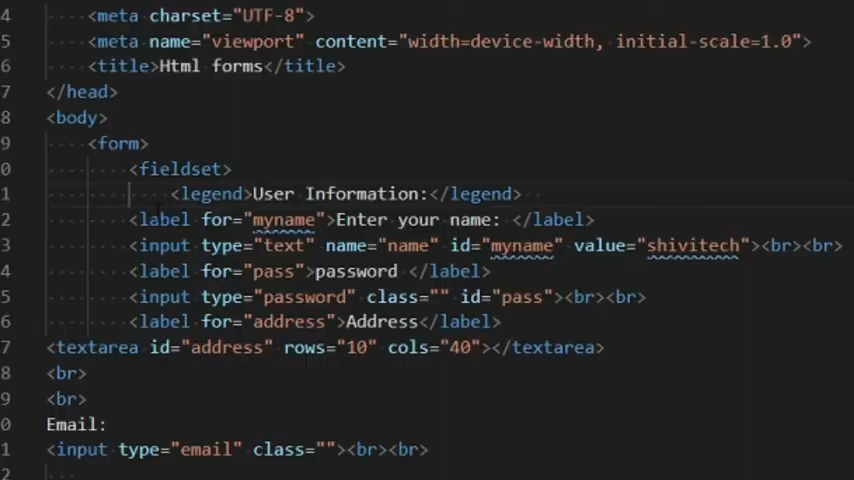 4 <meta charset="UTF-8">
5 <meta name="viewport" content="width=device-width, initial-scale=1.0">
6 <title>Html forms</title>
7 </head>
8 <body>
9 <form>
0 <fieldset>
1 <legend>User Information:</legend>
2 <label for="myname">Enter your name: </label>
3 <input type="text" name="name" id="myname" value="shivitech"><br><br>
4 <label for="pass">password </label>
5 <input type="password" class="" id="pass"><br><br>
6 <label for="address">Address</label>
7 <textarea id="address" rows="10" cols="40"></textarea>
8 <br>
9 <br>
0 Email:
1 <input type="email" class=""><br><br>
2